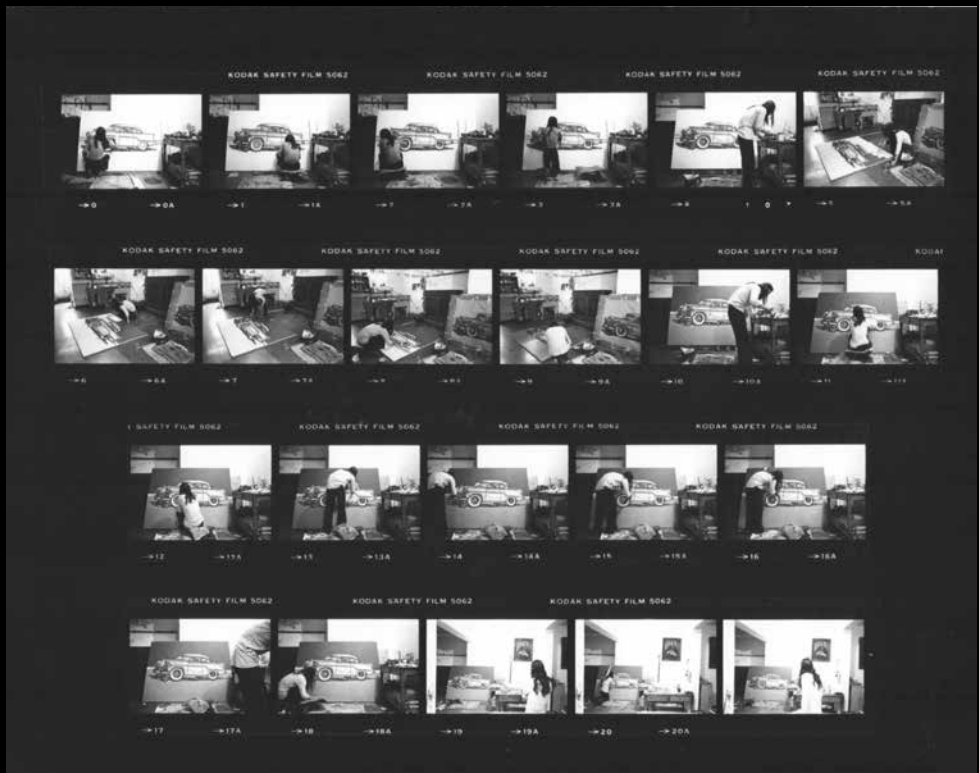 KODAK SAFETY FILM 5062 KODAK SAFETY FILM 5062 KODAK SAFETY FILM 5062 KODAK SAFETY FILM 5062
→0 →0A →1 →1A →2 →2A →3 →3A →4 →5 →5A
KODAK SAFETY FILM 5062 KODAK SAFETY FILM 5062 KODAK SAFETY FILM 5062 KODAK SAFETY FILM 5062 KODAK
→6 →6A →7 →7A →8 →8A →9 →9A →10 →10A →11 →11A
SAFETY FILM 5062 KODAK SAFETY FILM 5062 KODAK SAFETY FILM 5062 KODAK SAFETY FILM 5062
→12 →12A →13 →13A →14 →14A →15 →15A →16 →16A
KODAK SAFETY FILM 5062 KODAK SAFETY FILM 5062 KODAK SAFETY FILM 5062
→17 →17A →18 →18A →19 →19A →20 →20A